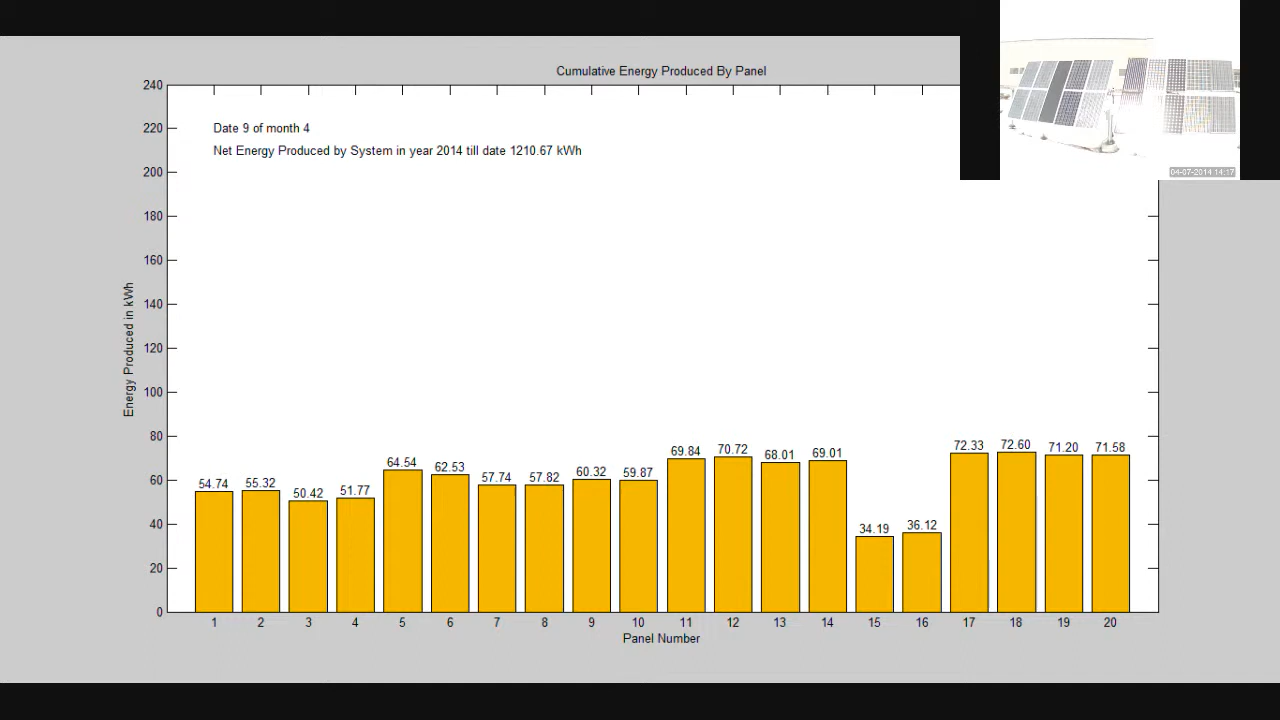 Cumulative Energy Produced By Panel
Date 9 of month 4
Net Energy Produced by System in year 2014 till date 1210.67 kWh
04-07-2014 14:17
Energy Produced in kWh
240
220
200
180
160
140
120
100
80
60
40
20
0
54.74 55.32 50.42 51.77 64.54 62.53 57.74 57.82 60.32 59.87 69.84 70.72 68.01 69.01 34.19 36.12 72.33 72.60 71.20 71.58
1 2 3 4 5 6 7 8 9 10 11 12 13 14 15 16 17 18 19 20
Panel Number